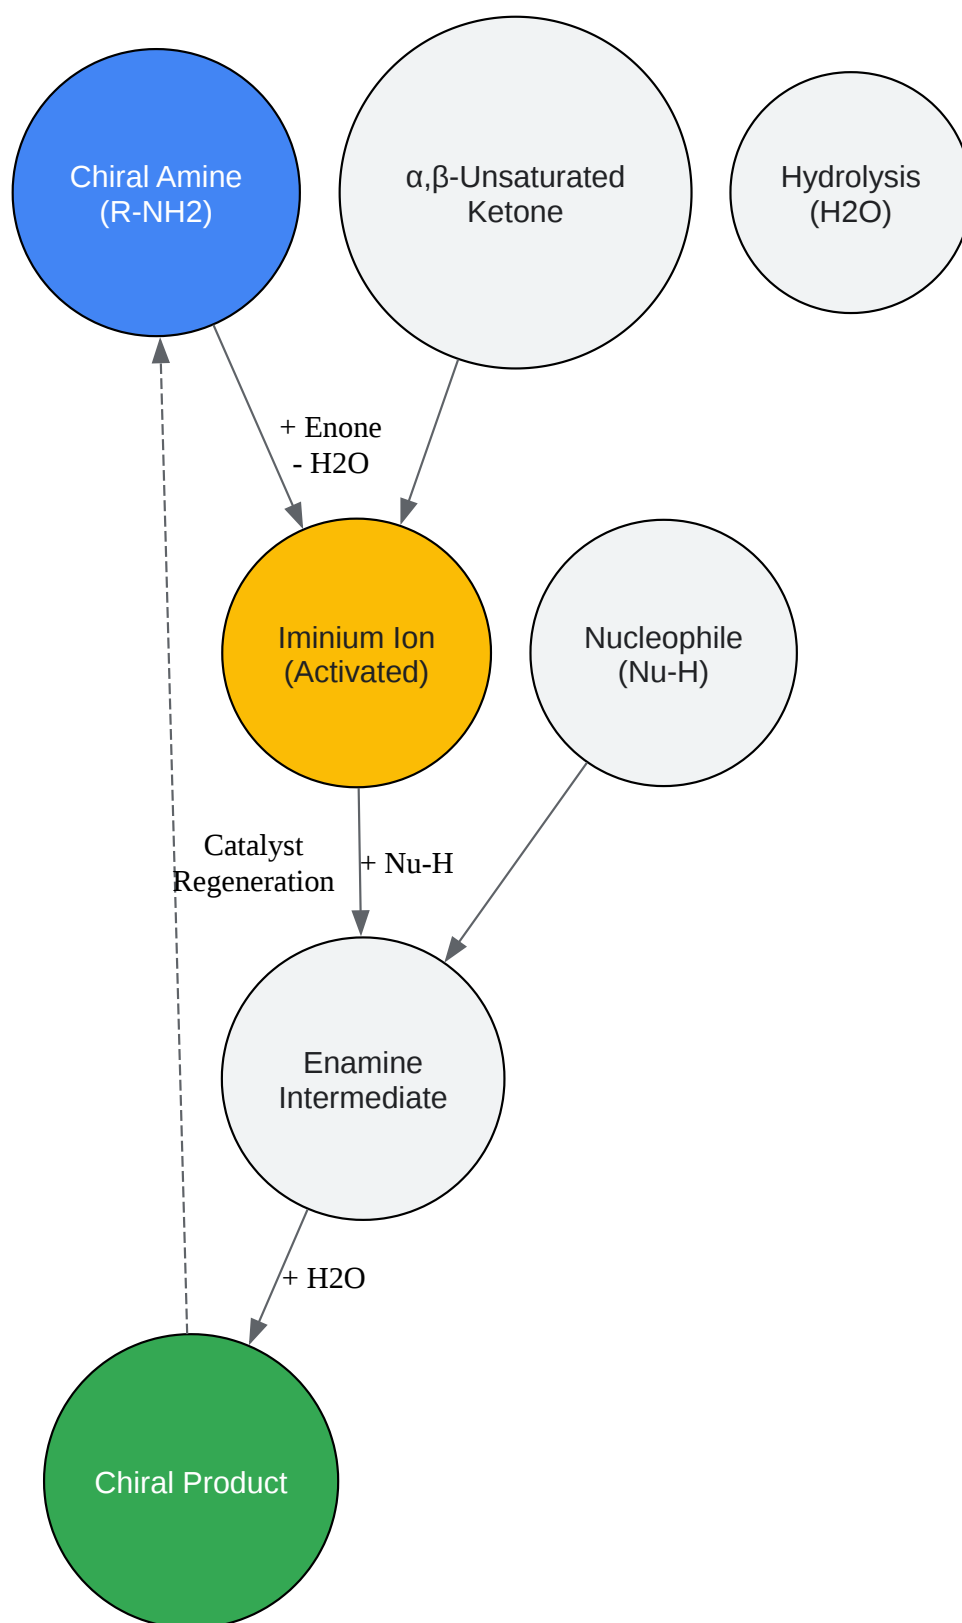 Chiral Amine
(R-NH2)
α,β-Unsaturated
Ketone
Hydrolysis
(H2O)
+ Enone
- H2O
Iminium Ion
(Activated)
Nucleophile
(Nu-H)
Catalyst
Regeneration
+ Nu-H
Enamine
Intermediate
+ H2O
Chiral Product